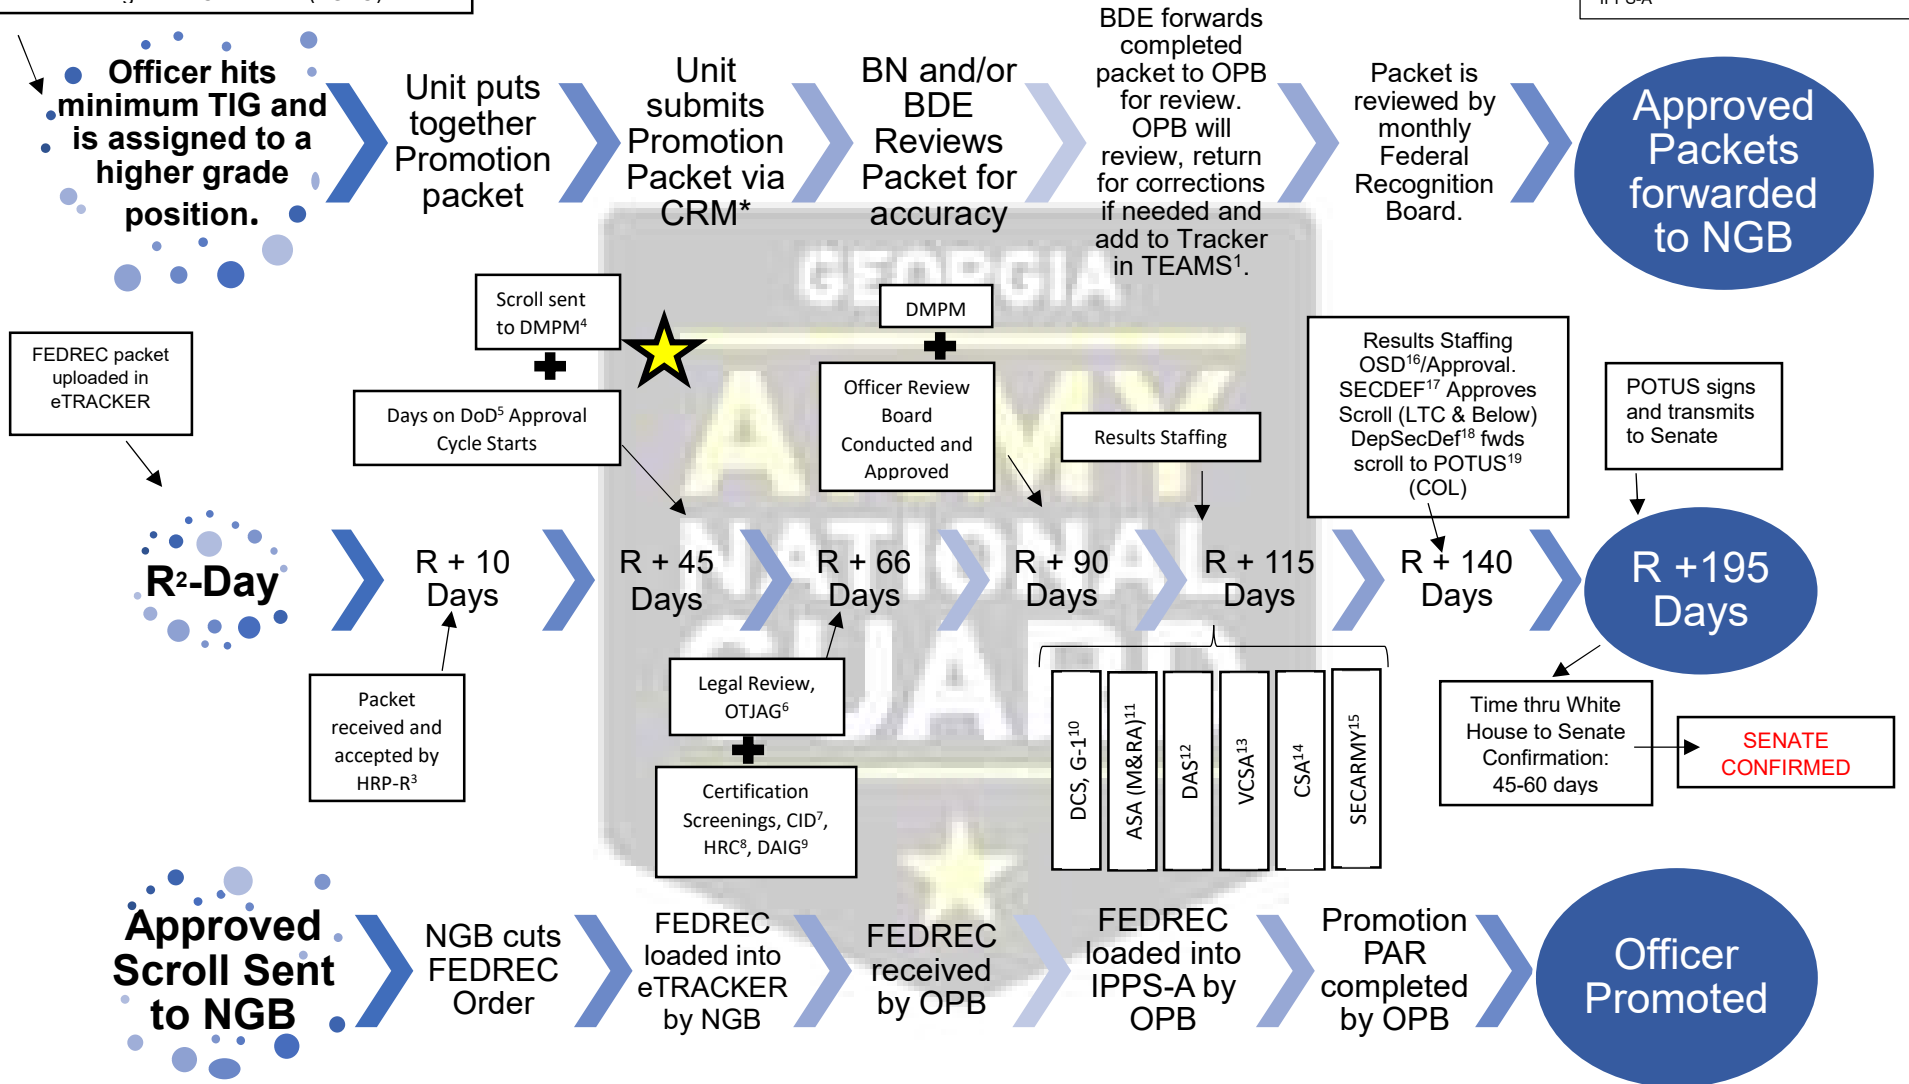 IPPS-A
Officer hits
minimum TIG and
is assigned to a
higher grade
position.
Unit puts
together
Promotion
packet
Unit
submits
Promotion
Packet via
CRM*
BN and/or
BDE
Reviews
Packet for
accuracy
BDE forwards
completed
packet to OPB
for review.
OPB will
review, return
for corrections
if needed and
add to Tracker
in TEAMS¹.
Packet is
reviewed by
monthly
Federal
Recognition
Board.
Approved
Packets
forwarded
to NGB
GEORGIA
ARMY
NATIONAL
GUARD
FEDREC packet
uploaded in
eTRACKER
Scroll sent
to DMPM⁴
Days on DoD⁵ Approval
Cycle Starts
DMPM
Officer Review
Board
Conducted and
Approved
Results Staffing
Results Staffing
OSD¹⁶/Approval.
SECDEF¹⁷ Approves
Scroll (LTC & Below)
DepSecDef¹⁸ fwds
scroll to POTUS¹⁹
(COL)
POTUS signs
and transmits
to Senate
R²-Day
R + 10
Days
R + 45
Days
R + 66
Days
R + 90
Days
R + 115
Days
R + 140
Days
R +195
Days
Packet
received and
accepted by
HRP-R³
Legal Review,
OTJAG⁶
Certification
Screenings, CID⁷,
HRC⁸, DAIG⁹
DCS, G-1¹⁰
ASA (M&RA)¹¹
DAS¹²
VCSA¹³
CSA¹⁴
SECARMY¹⁵
Time thru White
House to Senate
Confirmation:
45-60 days
SENATE
CONFIRMED
Approved
Scroll Sent
to NGB
NGB cuts
FEDREC
Order
FEDREC
loaded into
eTRACKER
by NGB
FEDREC
received
by OPB
FEDREC
loaded into
IPPS-A by
OPB
Promotion
PAR
completed
by OPB
Officer
Promoted